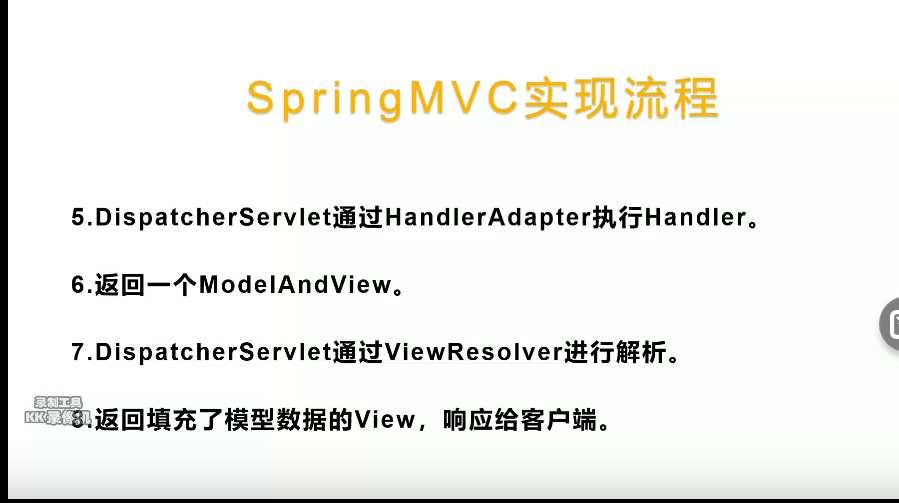 SpringMVC实现流程
5.DispatcherServlet通过HandlerAdapter执行Handler。
6.返回一个ModelAndView。
7.DispatcherServlet通过ViewResolver进行解析。
录制工具
KK录像机
8.返回填充了模型数据的View，响应给客户端。